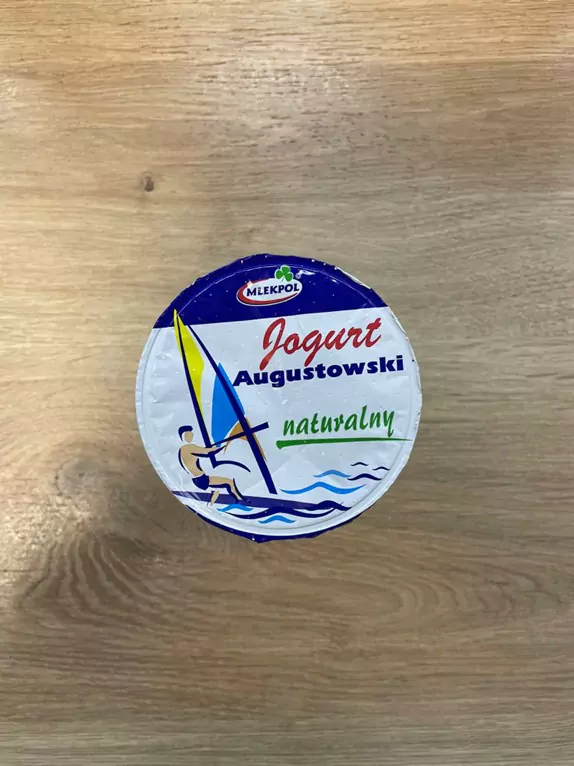 MLEKPOL
®
Jogurt
Augustowski
naturalny